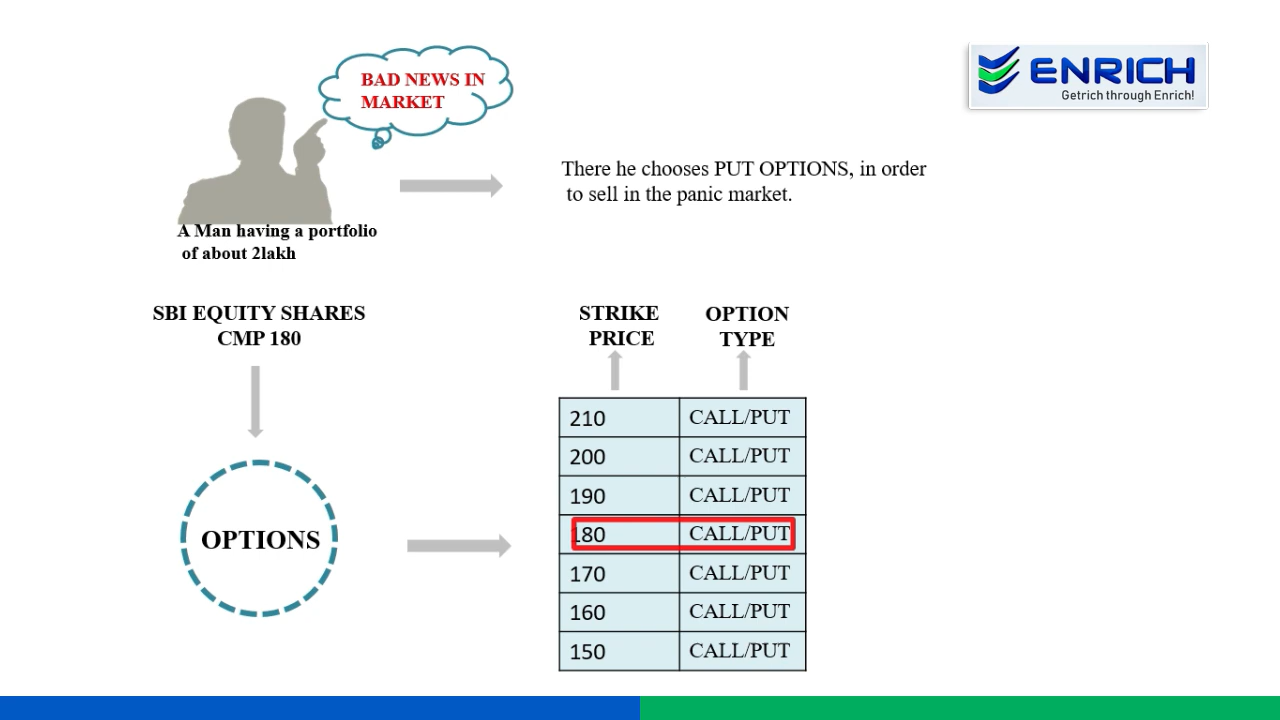 BAD NEWS IN
MARKET
ENRICH
Getrich through Enrich!
There he chooses PUT OPTIONS, in order
to sell in the panic market.
A Man having a portfolio
of about 2lakh
SBI EQUITY SHARES
CMP 180
STRIKE
PRICE
OPTION
TYPE
210 CALL/PUT
200 CALL/PUT
190 CALL/PUT
180 CALL/PUT
170 CALL/PUT
160 CALL/PUT
150 CALL/PUT
OPTIONS